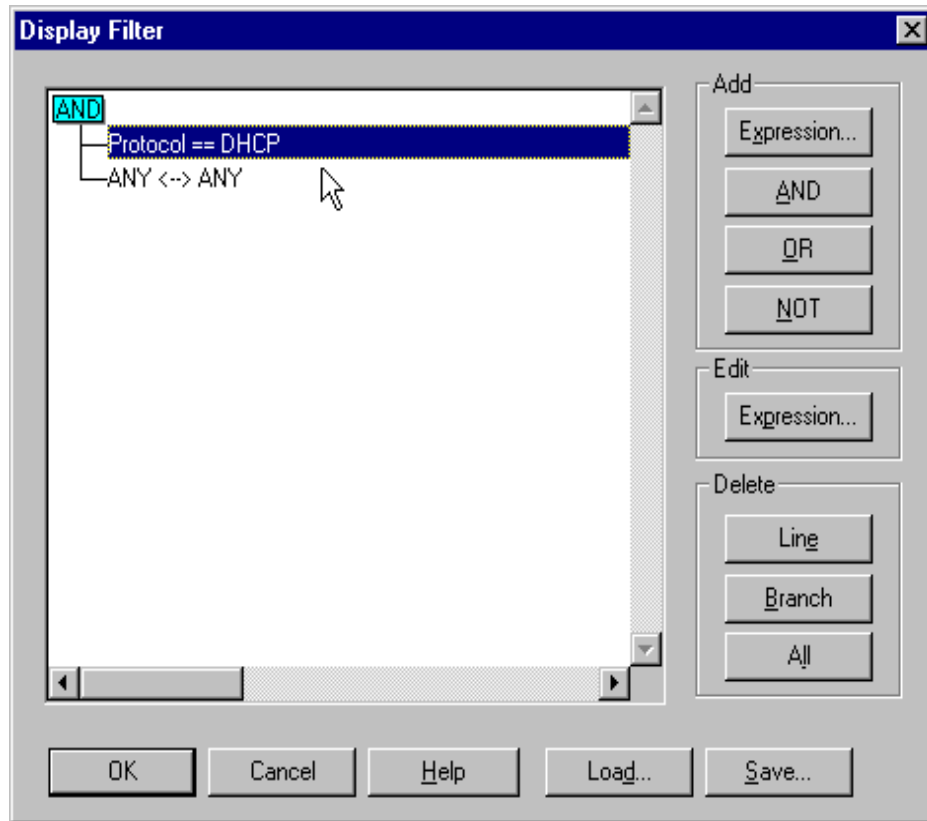 Display Filter
AND
Protocol == DHCP
ANY <--> ANY
Add
Expression...
AND
OR
NOT
Edit
Expression...
Delete
Line
Branch
All
OK
Cancel
Help
Load...
Save...